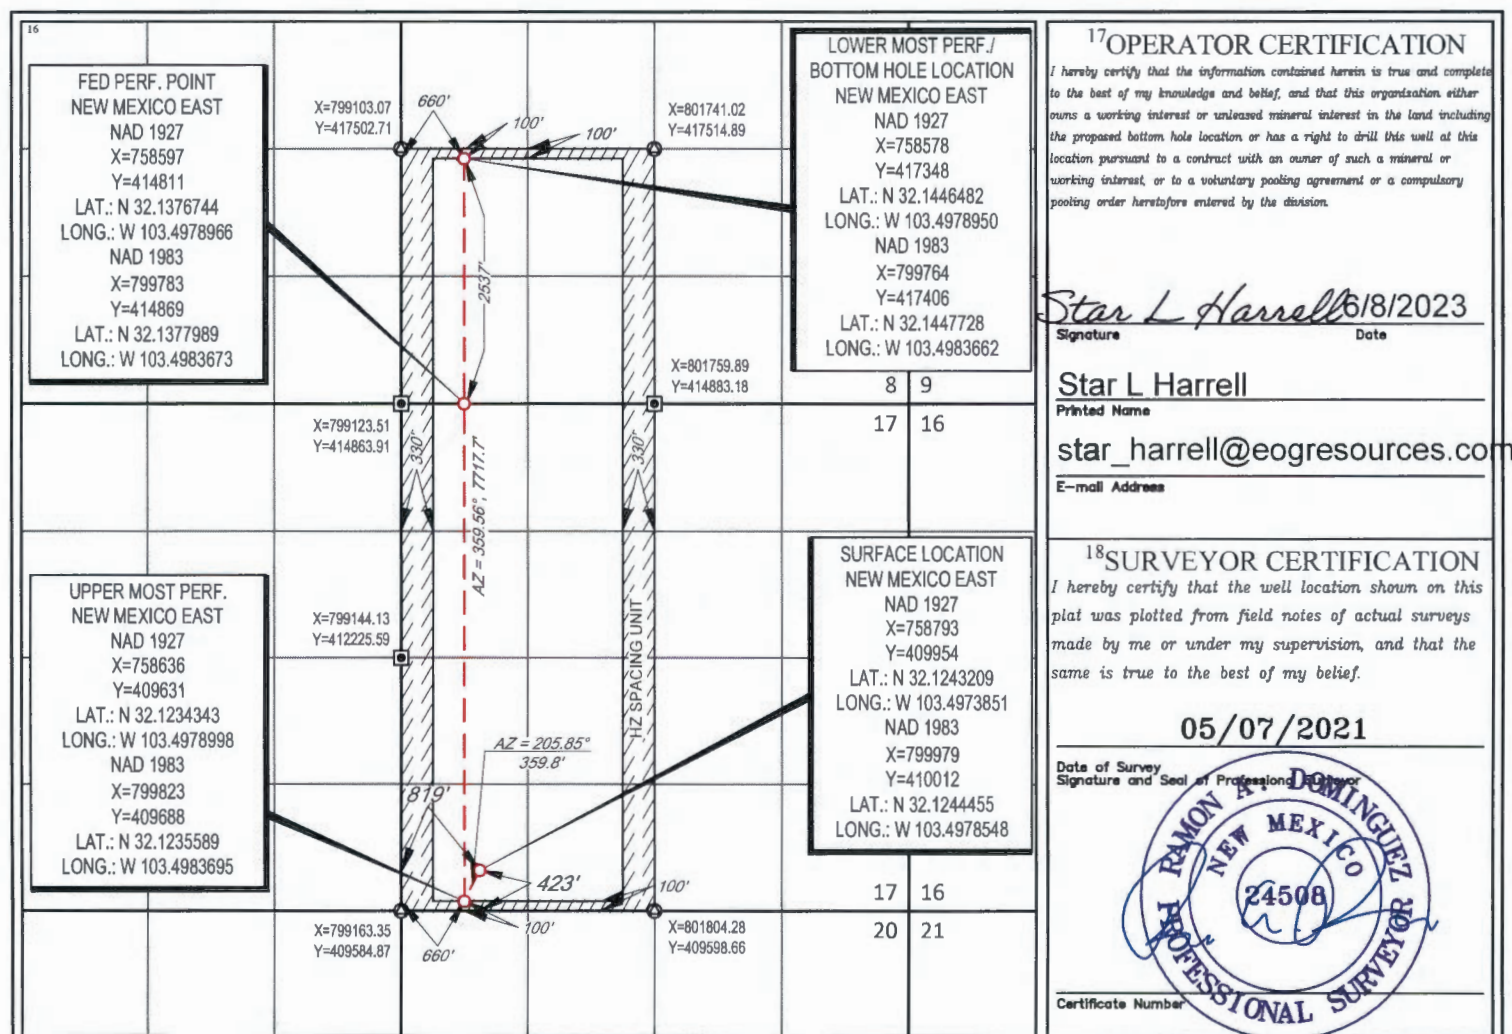 16
FED PERF. POINT
NEW MEXICO EAST
NAD 1927
X=758597
Y=414811
LAT.: N 32.1376744
LONG.: W 103.4978966
NAD 1983
X=799783
Y=414869
LAT.: N 32.1377989
LONG.: W 103.4983673
X=799103.07
Y=417502.71
660'
100'
100'
X=801741.02
Y=417514.89
LOWER MOST PERF./
BOTTOM HOLE LOCATION
NEW MEXICO EAST
NAD 1927
X=758578
Y=417348
LAT.: N 32.1446482
LONG.: W 103.4978950
NAD 1983
X=799764
Y=417406
LAT.: N 32.1447728
LONG.: W 103.4983662
2537'
X=801759.89
Y=414883.18
8 9
17 16
X=799123.51
Y=414863.91
330'
330'
AZ = 359.56°, 7717.7'
UPPER MOST PERF.
NEW MEXICO EAST
NAD 1927
X=758636
Y=409631
LAT.: N 32.1234343
LONG.: W 103.4978998
NAD 1983
X=799823
Y=409688
LAT.: N 32.1235589
LONG.: W 103.4983695
X=799144.13
Y=412225.59
HZ SPACING UNIT
SURFACE LOCATION
NEW MEXICO EAST
NAD 1927
X=758793
Y=409954
LAT.: N 32.1243209
LONG.: W 103.4973851
NAD 1983
X=799979
Y=410012
LAT.: N 32.1244455
LONG.: W 103.4978548
AZ = 205.85°
359.8'
819'
423'
100'
17 16
20 21
X=799163.35
Y=409584.87
660'
100'
X=801804.28
Y=409598.66
17OPERATOR CERTIFICATION
I hereby certify that the information contained herein is true and complete
to the best of my knowledge and belief, and that this organization either
owns a working interest or unleased mineral interest in the land including
the proposed bottom hole location or has a right to drill this well at this
location pursuant to a contract with an owner of such a mineral or
working interest, or to a voluntary pooling agreement or a compulsory
pooling order heretofore entered by the division.
Star L Harrell 6/8/2023
Signature Date
Star L Harrell
Printed Name
star_harrell@eogresources.com
E-mail Address
18SURVEYOR CERTIFICATION
I hereby certify that the well location shown on this
plat was plotted from field notes of actual surveys
made by me or under my supervision, and that the
same is true to the best of my belief.
05/07/2021
Date of Survey
Signature and Seal of Professional Surveyor
RAMON A. DOMINGUEZ
NEW MEXICO
24508
PROFESSIONAL SURVEYOR
Certificate Number